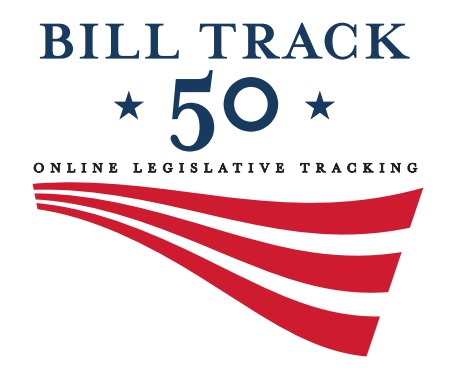 BILL TRACK
50
ONLINE LEGISLATIVE TRACKING